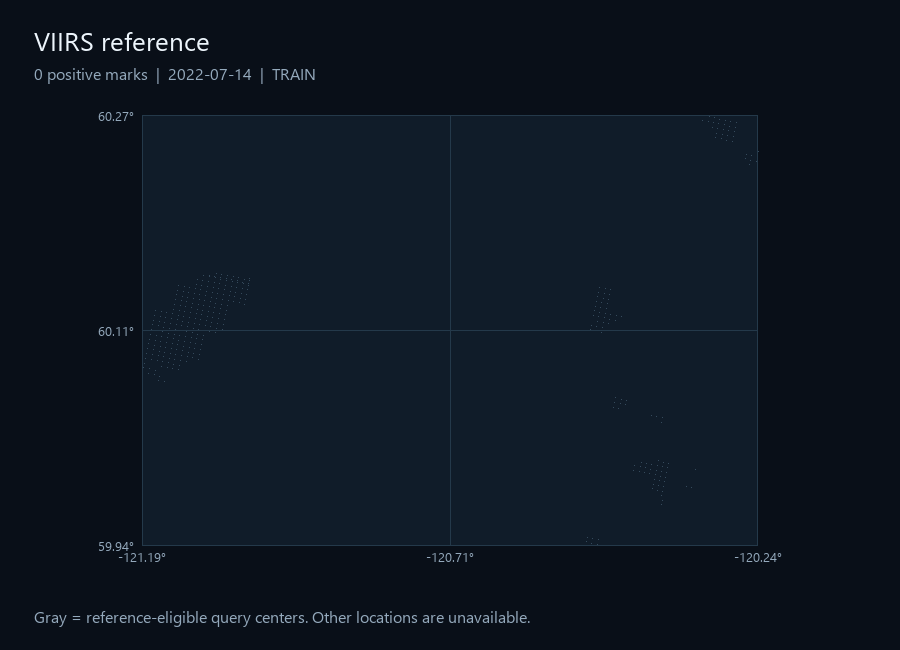 VIIRS reference
0 positive marks | 2022-07-14 | TRAIN
60.27°
60.11°
59.94°
-121.19°
-120.71°
-120.24°
Gray = reference-eligible query centers. Other locations are unavailable.